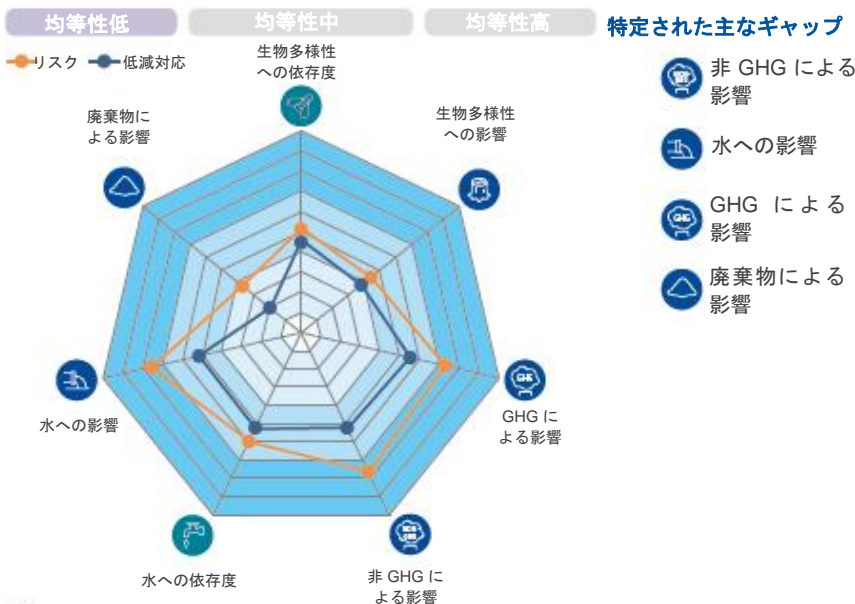 均等性低
均等性中
均等性高
特定された主なギャップ
リスク
低減対応
生物多様性
への依存度
生物多様性
への影響
GHG に
よる影響
非 GHG に
よる影響
水への依存度
水への影響
廃棄物に
よる影響
GHG
非 GHG による
影響
水への影響
GHG
GHG による
影響
廃棄物による
影響